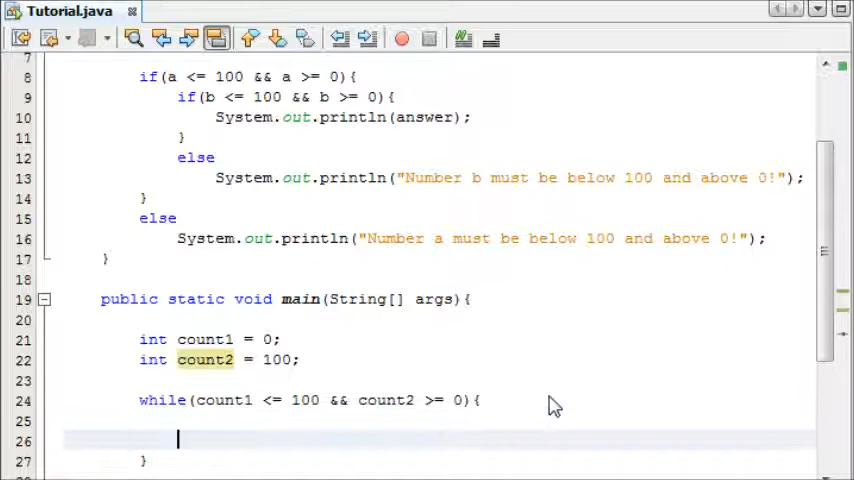 Tutorial.java
7
8 if(a <= 100 && a >= 0){
9 if(b <= 100 && b >= 0){
10 System.out.println(answer);
11 }
12 else
13 System.out.println("Number b must be below 100 and above 0!");
14 }
15 else
16 System.out.println("Number a must be below 100 and above 0!");
17 }
18
19 public static void main(String[] args){
20
21 int count1 = 0;
22 int count2 = 100;
23
24 while(count1 <= 100 && count2 >= 0){
25
26
27 }